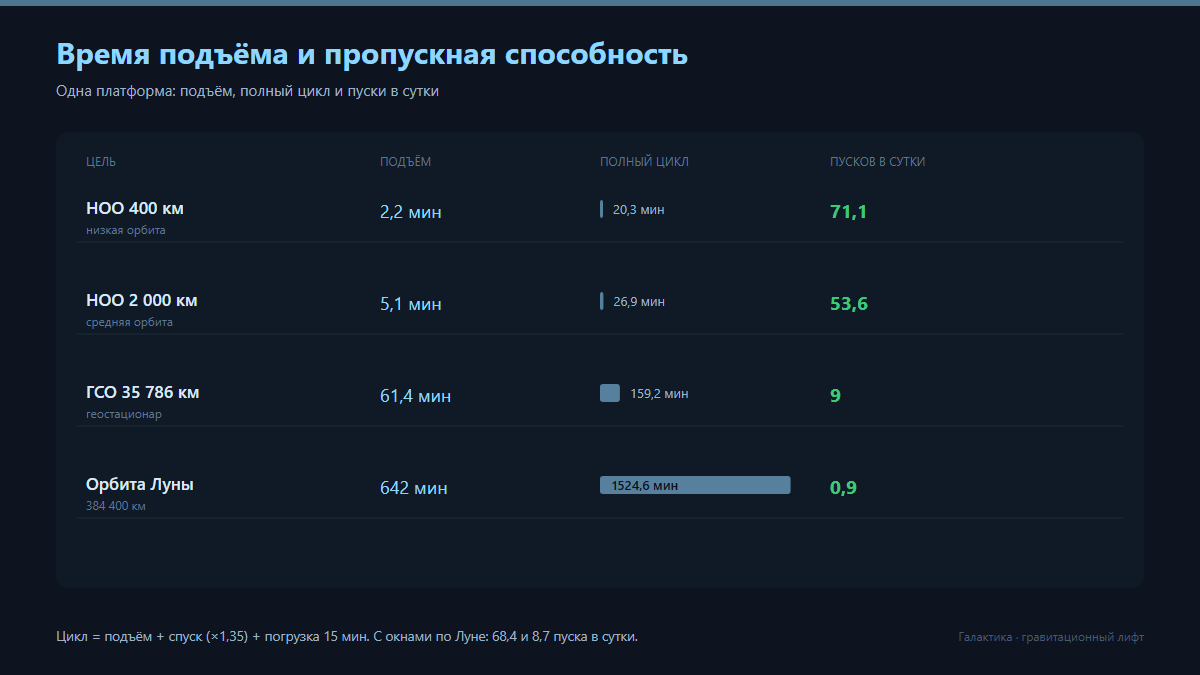 Время подъёма и пропускная способность
Одна платформа: подъём, полный цикл и пуски в сутки
ЦЕЛЬ ПОДЪЁМ ПОЛНЫЙ ЦИКЛ ПУСКОВ В СУТКИ
НОО 400 км 2,2 мин 20,3 мин 71,1
низкая орбита
НОО 2 000 км 5,1 мин 26,9 мин 53,6
средняя орбита
ГСО 35 786 км 61,4 мин 159,2 мин 9
геостационар
Орбита Луны 642 мин 1524,6 мин 0,9
384 400 км
Цикл = подъём + спуск (×1,35) + погрузка 15 мин. С окнами по Луне: 68,4 и 8,7 пуска в сутки.
Галактика · гравитационный лифт